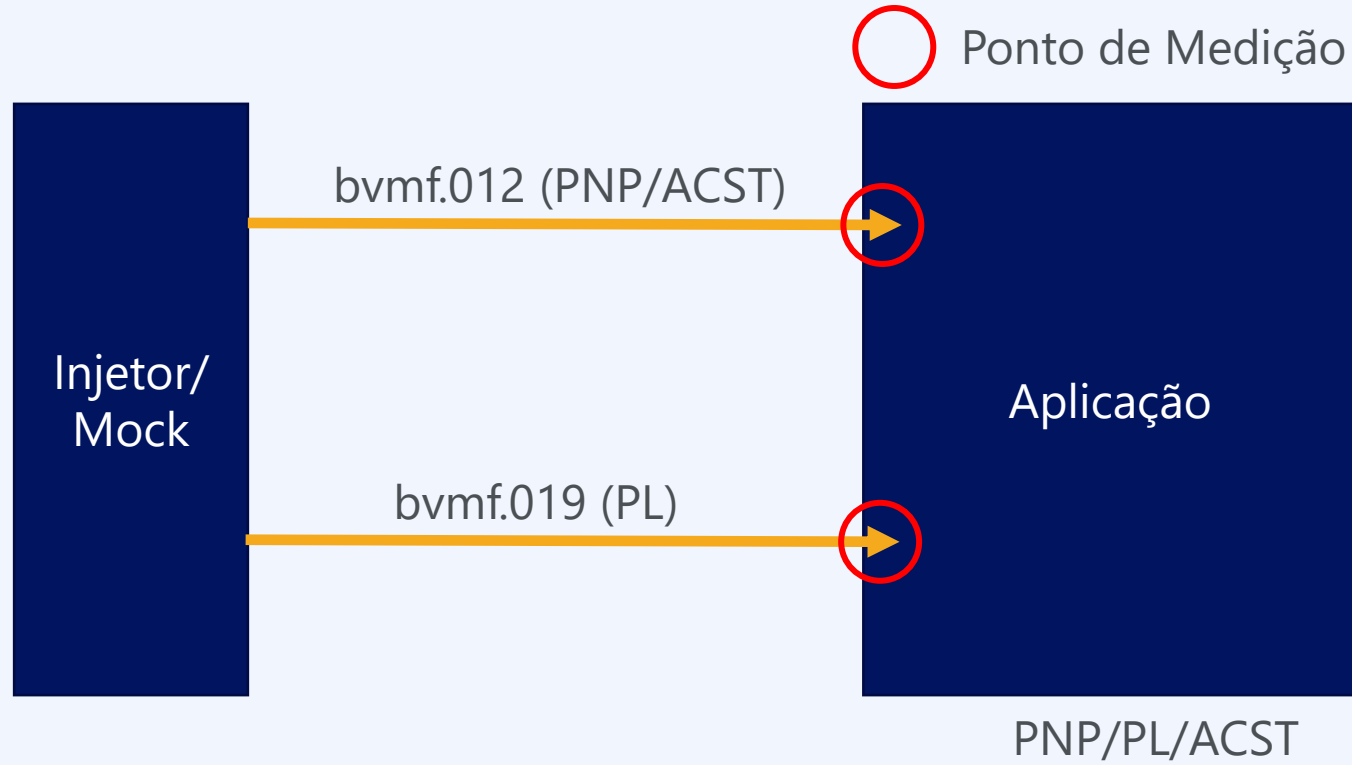 Ponto de Medição
bvmf.012 (PNP/ACST)
Injetor/
Mock
Aplicação
bvmf.019 (PL)
PNP/PL/ACST